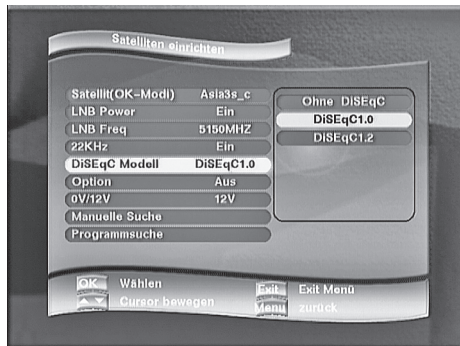 Satelliten einrichten
Satellit(OK-Modi) Asia3s_c
LNB Power Ein
LNB Freq 5150MHZ
22KHz Ein
DiSEqC Modell DiSEqC1.0
Option Aus
0V/12V 12V
Manuelle Suche
Programmsuche
Ohne DiSEqC
DiSEqC1.0
DiSEqC1.2
OK Wählen
Cursor bewegen
Exit Exit Menü
Menu zurück